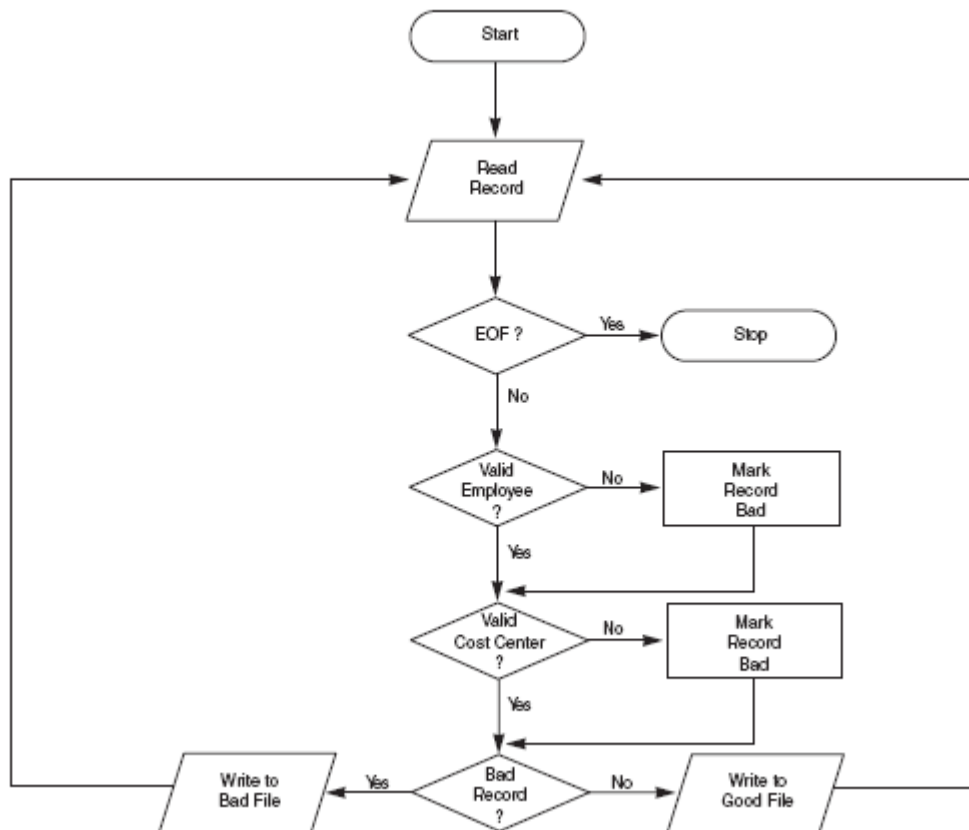 Start
Read
Record
EOF ?
Yes
Stop
No
Valid
Employee
?
No
Mark
Record
Bad
Yes
Valid
Cost Center
?
No
Mark
Record
Bad
Yes
Write to
Bad File
Yes
Bad
Record
?
No
Write to
Good File